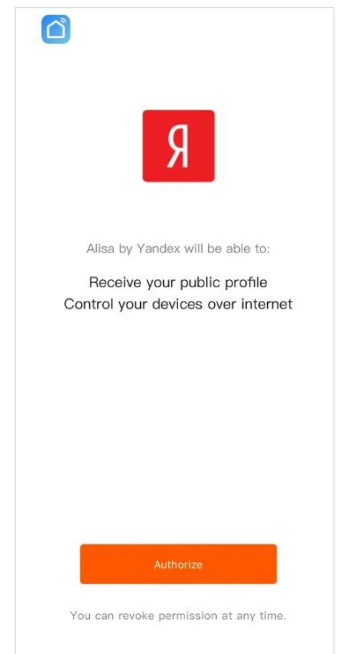 Я
Alisa by Yandex will be able to:
Receive your public profile
Control your devices over internet
Authorize
You can revoke permission at any time.